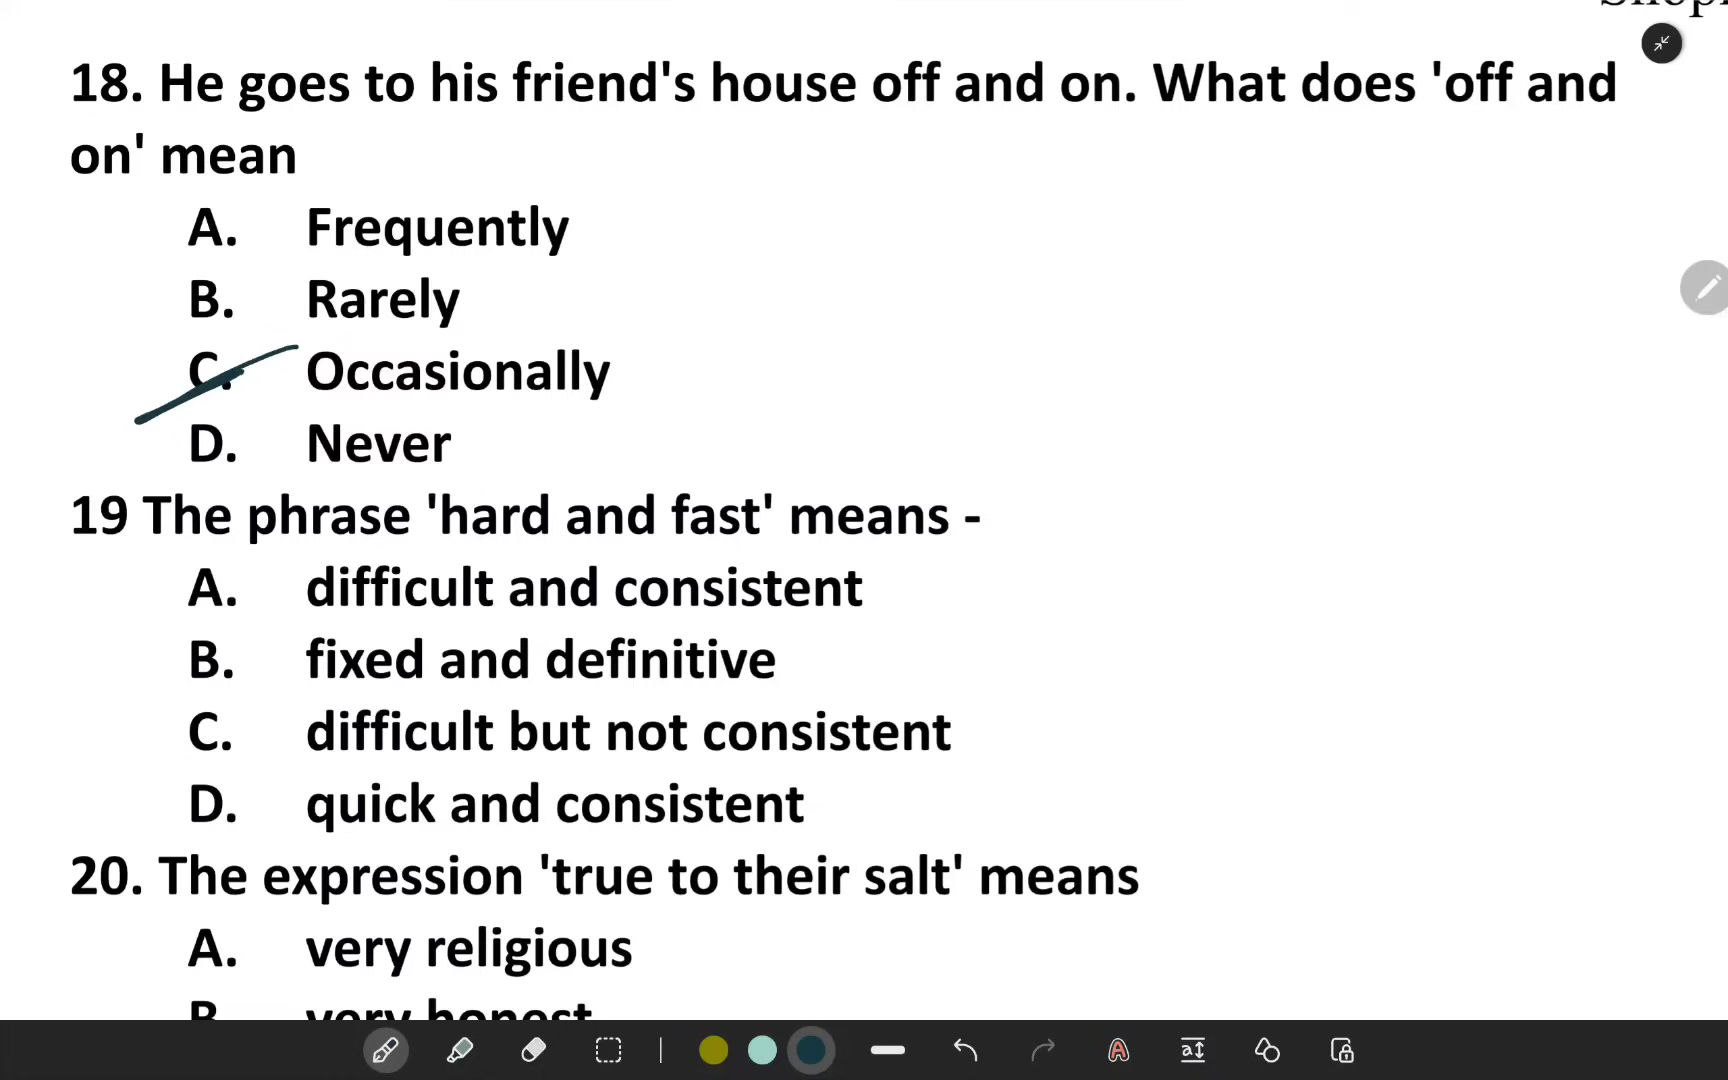 18. He goes to his friend's house off and on. What does 'off and
on' mean
A. Frequently
B. Rarely
C. Occasionally
D. Never
19 The phrase 'hard and fast' means -
A. difficult and consistent
B. fixed and definitive
C. difficult but not consistent
D. quick and consistent
20. The expression 'true to their salt' means
A. very religious
B very honest